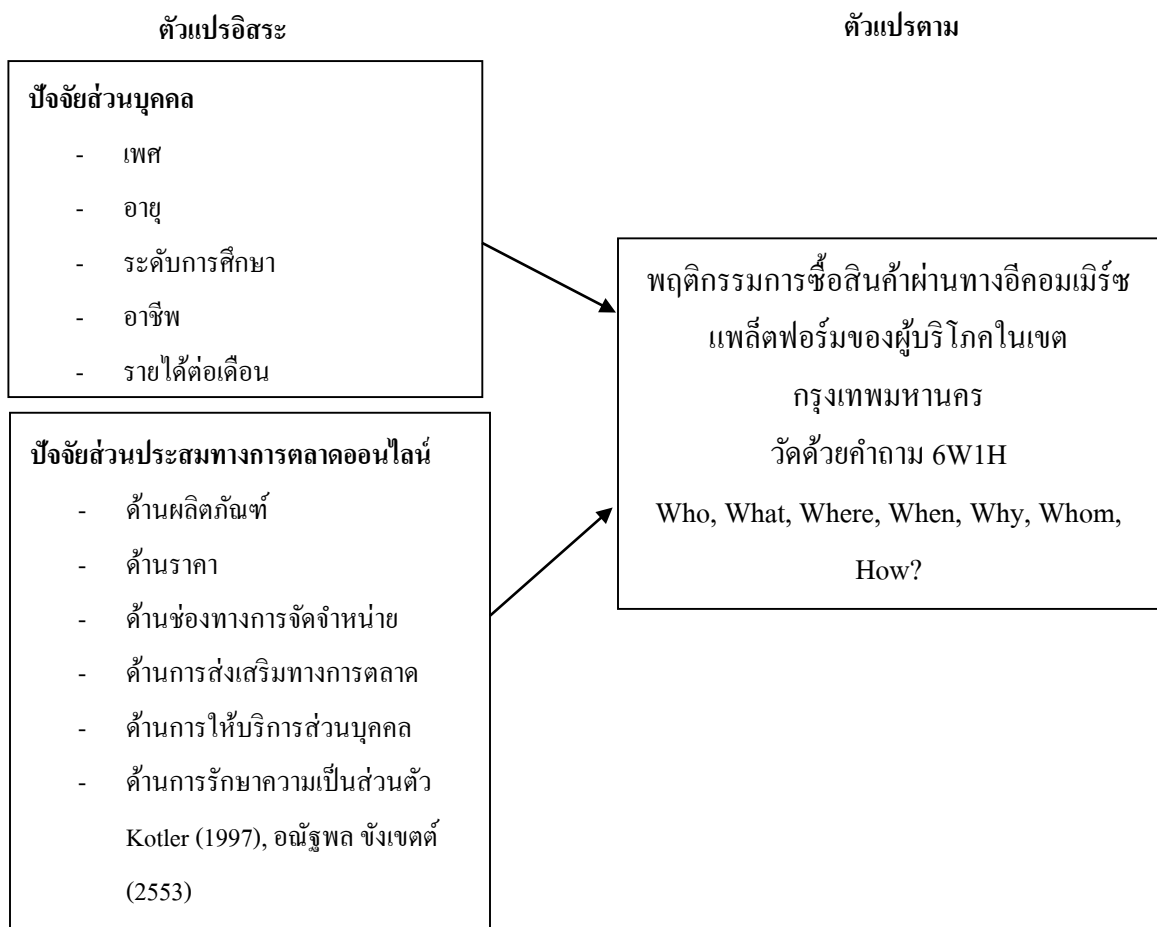 ตัวแปรอิสระ
ตัวแปรตาม
ปัจจัยส่วนบุคคล
- เพศ
- อายุ
- ระดับการศึกษา
- อาชีพ
- รายได้ต่อเดือน
ปัจจัยส่วนประสมทางการตลาดออนไลน์
- ด้านผลิตภัณฑ์
- ด้านราคา
- ด้านช่องทางการจัดจำหน่าย
- ด้านการส่งเสริมทางการตลาด
- ด้านการให้บริการส่วนบุคคล
- ด้านการรักษาความเป็นส่วนตัว
Kotler (1997), อณัฐพล ขังเขตต์
(2553)
พฤติกรรมการซื้อสินค้าผ่านทางอีคอมเมิร์ซ
แพล็ตฟอร์มของผู้บริโภคในเขต
กรุงเทพมหานคร
วัดด้วยคำถาม 6W1H
Who, What, Where, When, Why, Whom,
How?